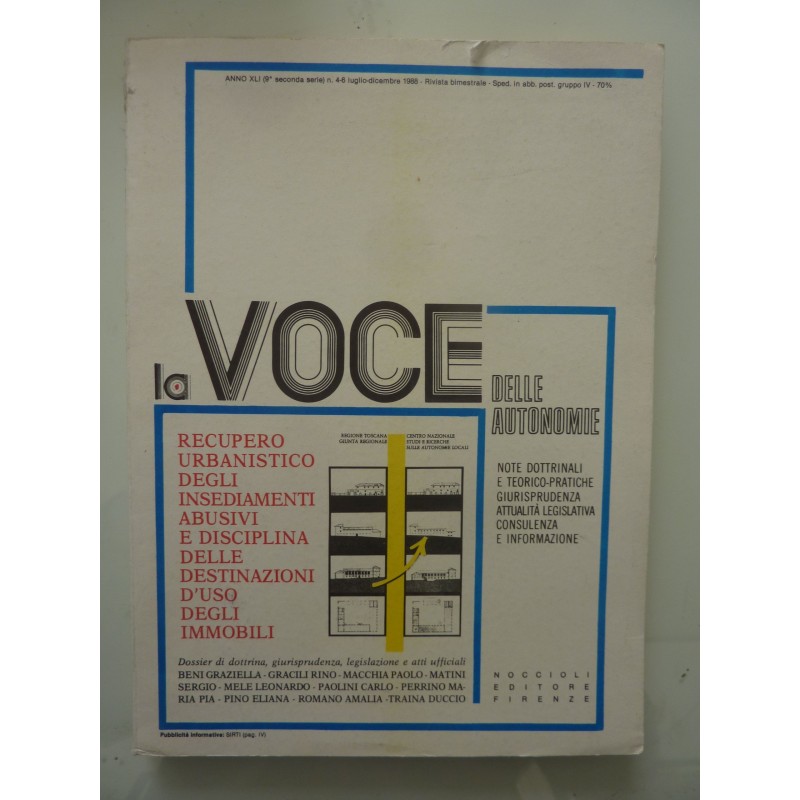 ANNO XLI (9ª seconda serie) n. 4-6 luglio-dicembre 1988 - Rivista bimestrale - Sped. in abb. post. gruppo IV - 70%
la VOCE
DELLE
AUTONOMIE
RECUPERO
URBANISTICO
DEGLI
INSEDIAMENTI
ABUSIVI
E DISCIPLINA
DELLE
DESTINAZIONI
D'USO
DEGLI
IMMOBILI
REGIONE TOSCANA
GIUNTA REGIONALE
CENTRO NAZIONALE
STUDI E RICERCHE
SULLE AUTONOMIE LOCALI
NOTE DOTTRINALI
E TEORICO-PRATICHE
GIURISPRUDENZA
ATTUALITÀ LEGISLATIVA
CONSULENZA
E INFORMAZIONE
Dossier di dottrina, giurisprudenza, legislazione e atti ufficiali
BENI GRAZIELLA - GRACILI RINO - MACCHIA PAOLO - MATINI
SERGIO - MELE LEONARDO - PAOLINI CARLO - PERRINO MA-
RIA PIA - PINO ELIANA - ROMANO AMALIA -TRAINA DUCCIO
NOCCIOLI
EDITORE
FIRENZE
Pubblicità informativa: SIRTI (pag. IV)